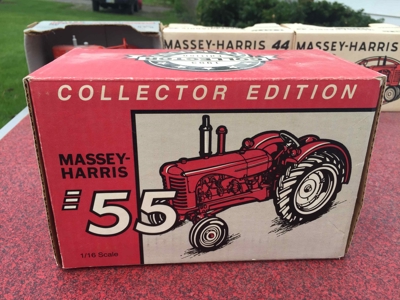 MASSEY-HARRIS 44
MASSEY-HARRIS
COLLECTOR EDITION
MASSEY-
HARRIS
'55
1/16 Scale